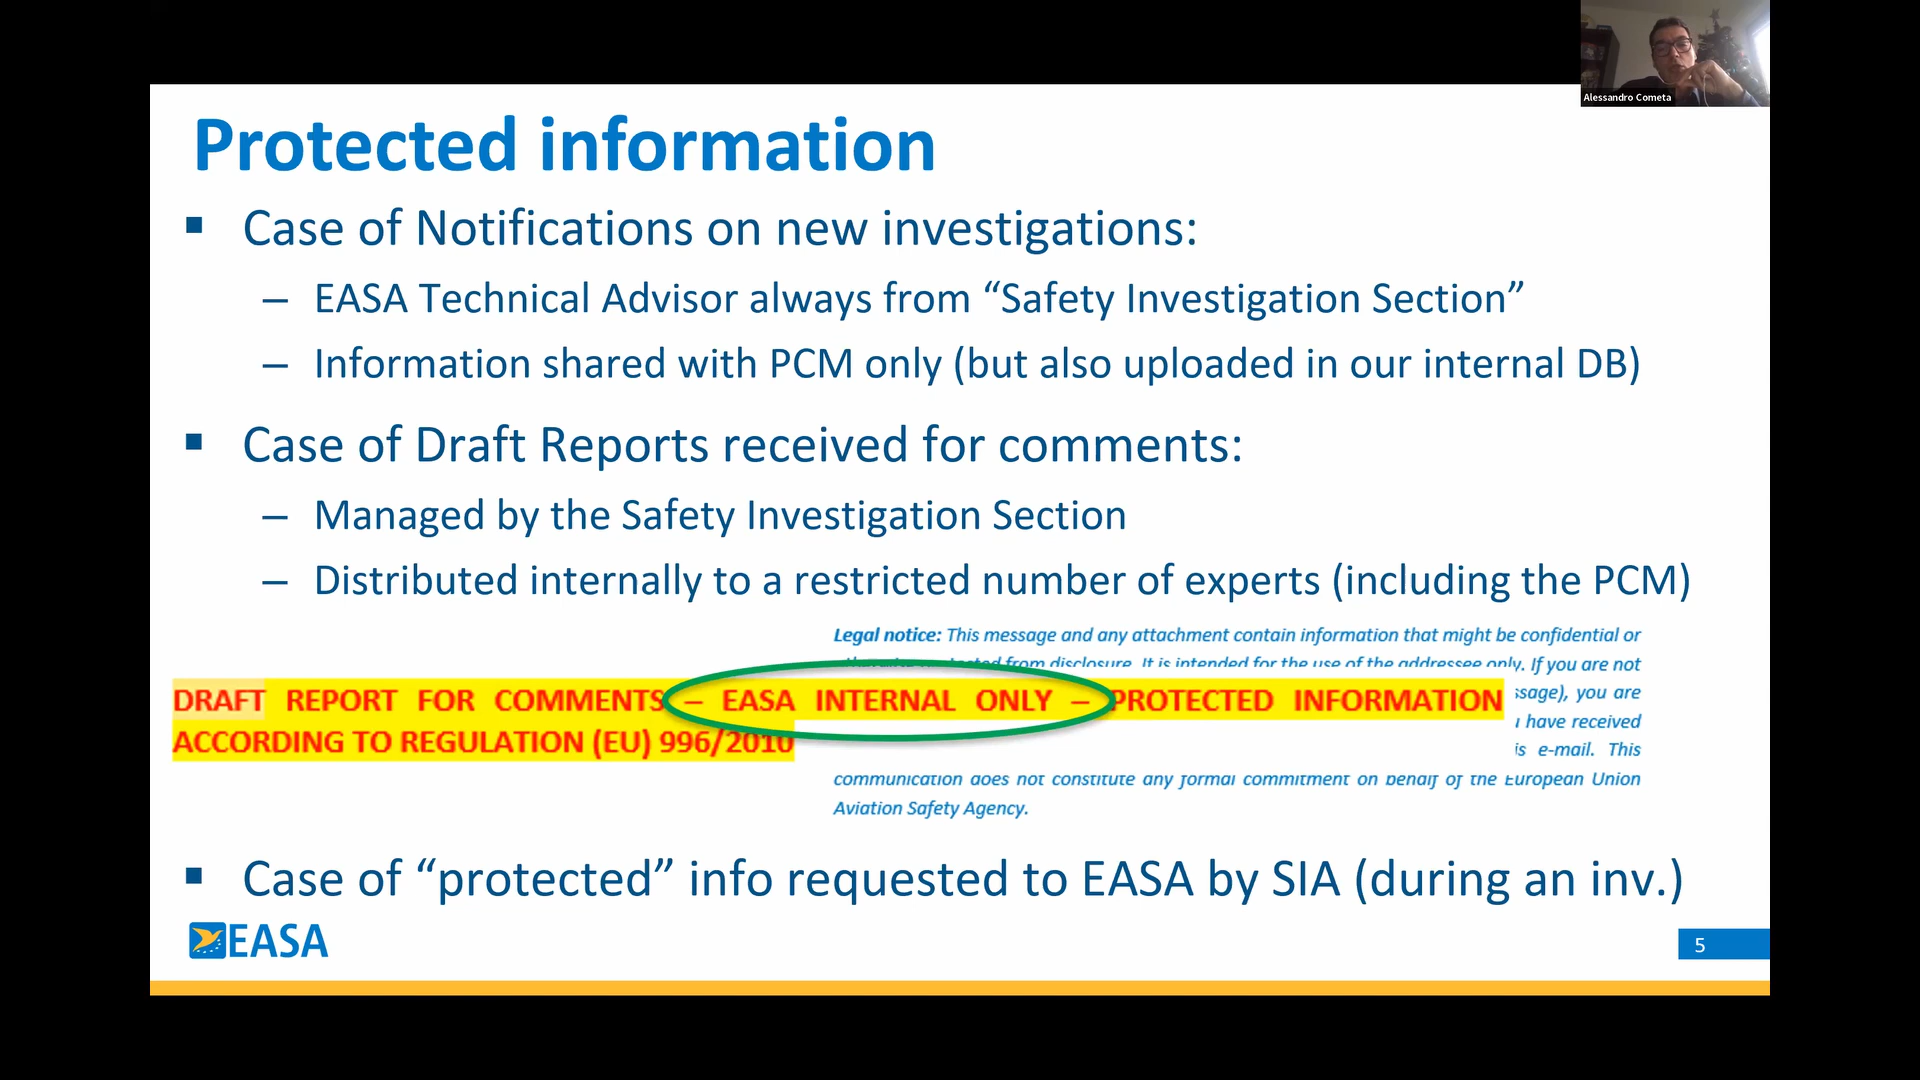 Alessandro Cometa
Protected information
▪ Case of Notifications on new investigations:
– EASA Technical Advisor always from “Safety Investigation Section”
– Information shared with PCM only (but also uploaded in our internal DB)
▪ Case of Draft Reports received for comments:
– Managed by the Safety Investigation Section
– Distributed internally to a restricted number of experts (including the PCM)
Legal notice: This message and any attachment contain information that might be confidential or
from disclosure. It is intended for the use of the addressee only. If you are not
DRAFT REPORT FOR COMMENTS – EASA INTERNAL ONLY – PROTECTED INFORMATION
ACCORDING TO REGULATION (EU) 996/2010
you are
have received
e-mail. This
communication does not constitute any formal commitment on behalf of the European Union
Aviation Safety Agency.
▪ Case of “protected” info requested to EASA by SIA (during an inv.)
EASA
5